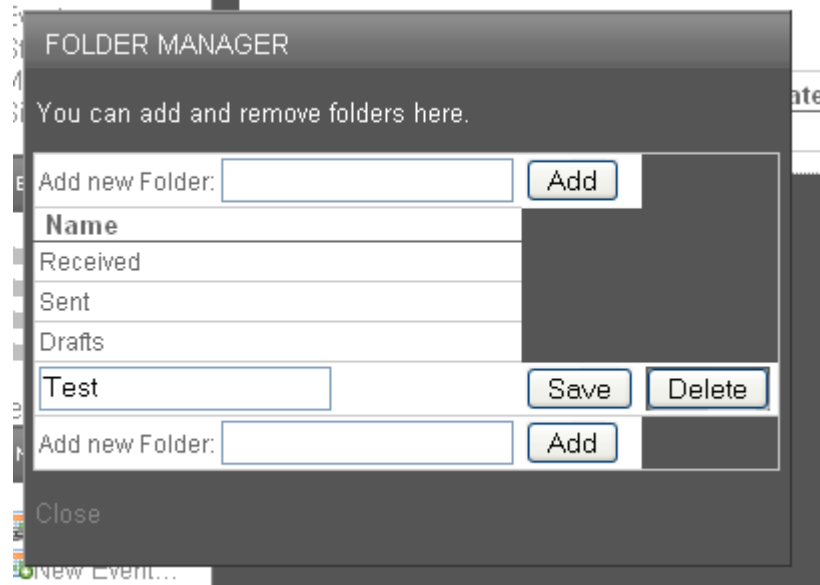 FOLDER MANAGER
You can add and remove folders here.
Add new Folder: Add
Name
Received
Sent
Drafts
Test Save Delete
Add new Folder: Add
Close
New Event...